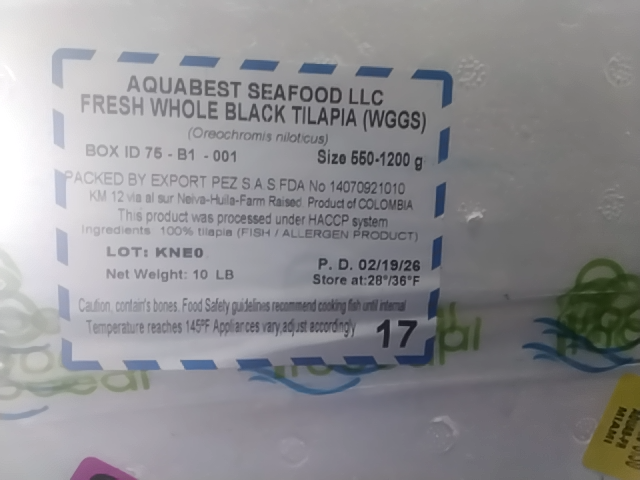 AQUABEST SEAFOOD LLC
FRESH WHOLE BLACK TILAPIA (WGGS)
(Oreochromis niloticus)
BOX ID 75 - B1 - 001 Size 550-1200 g
PACKED BY EXPORT PEZ S.A.S.FDA No 14070921010
KM 12 via al sur Neiva-Huila-Farm Raised. Product of COLOMBIA
This product was processed under HACCP system
Ingredients 100% tilapia (FISH / ALLERGEN PRODUCT)
LOT: KNE0
P. D. 02/19/26
Net Weight: 10 LB
Store at:28°/36°F
Caution, contain's bones. Food Safety guidelines recommend cooking fish until internal
Temperature reaches 145°F Appliances vary,adjust accordingly
17
MIAMI